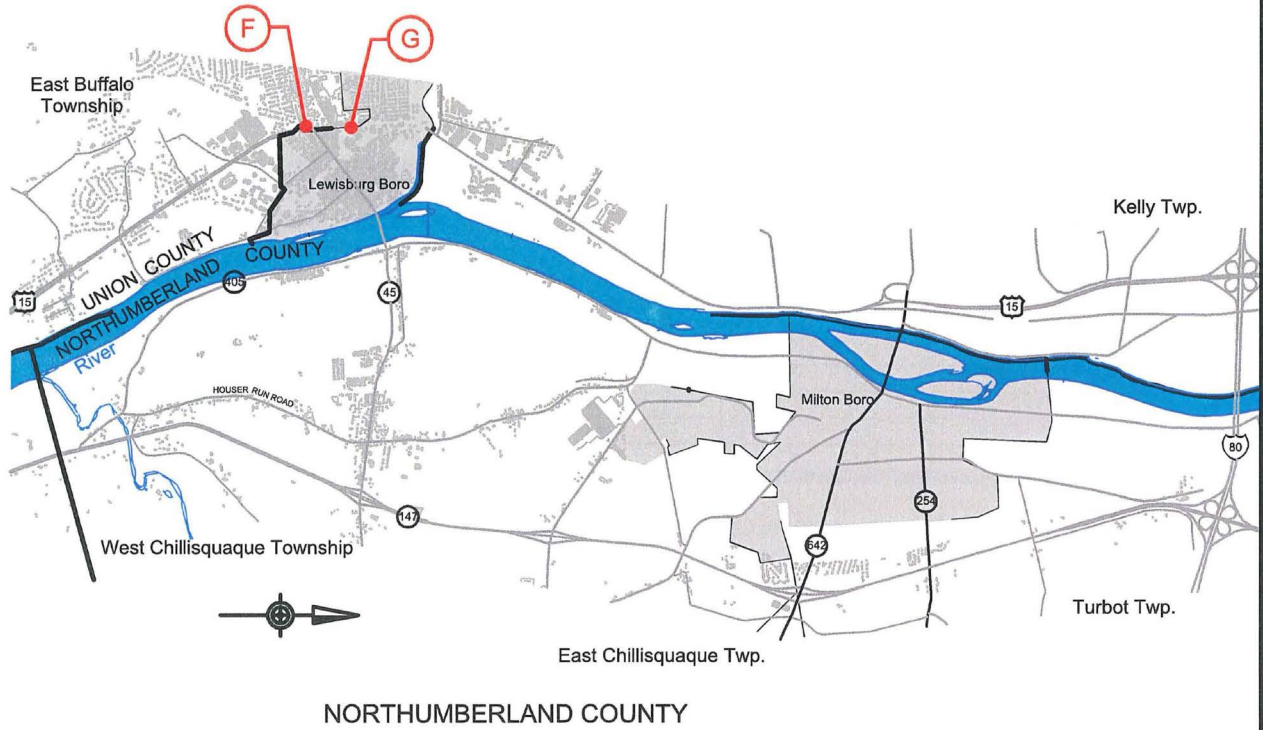 F
G
East Buffalo
Township
Lewisburg Boro
Kelly Twp.
UNION COUNTY
NORTHUMBERLAND COUNTY
River
15
405
45
15
HOUSER RUN ROAD
Milton Boro
80
254
147
642
West Chillisquaque Township
Turbot Twp.
East Chillisquaque Twp.
NORTHUMBERLAND COUNTY